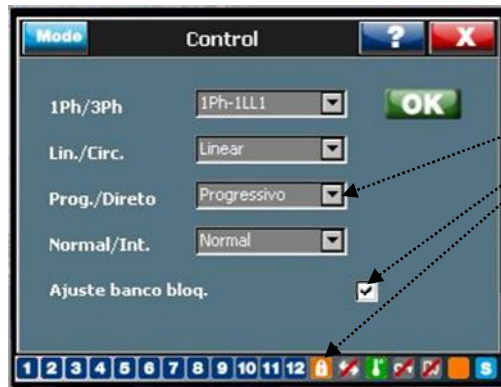 Mode Control ? X
1Ph/3Ph 1Ph-1LL1 OK
Lin./Circ. Linear
Prog./Direto Progressivo
Normal/Int. Normal
Ajuste banco bloq.
1 2 3 4 5 6 7 8 9 10 11 12 S